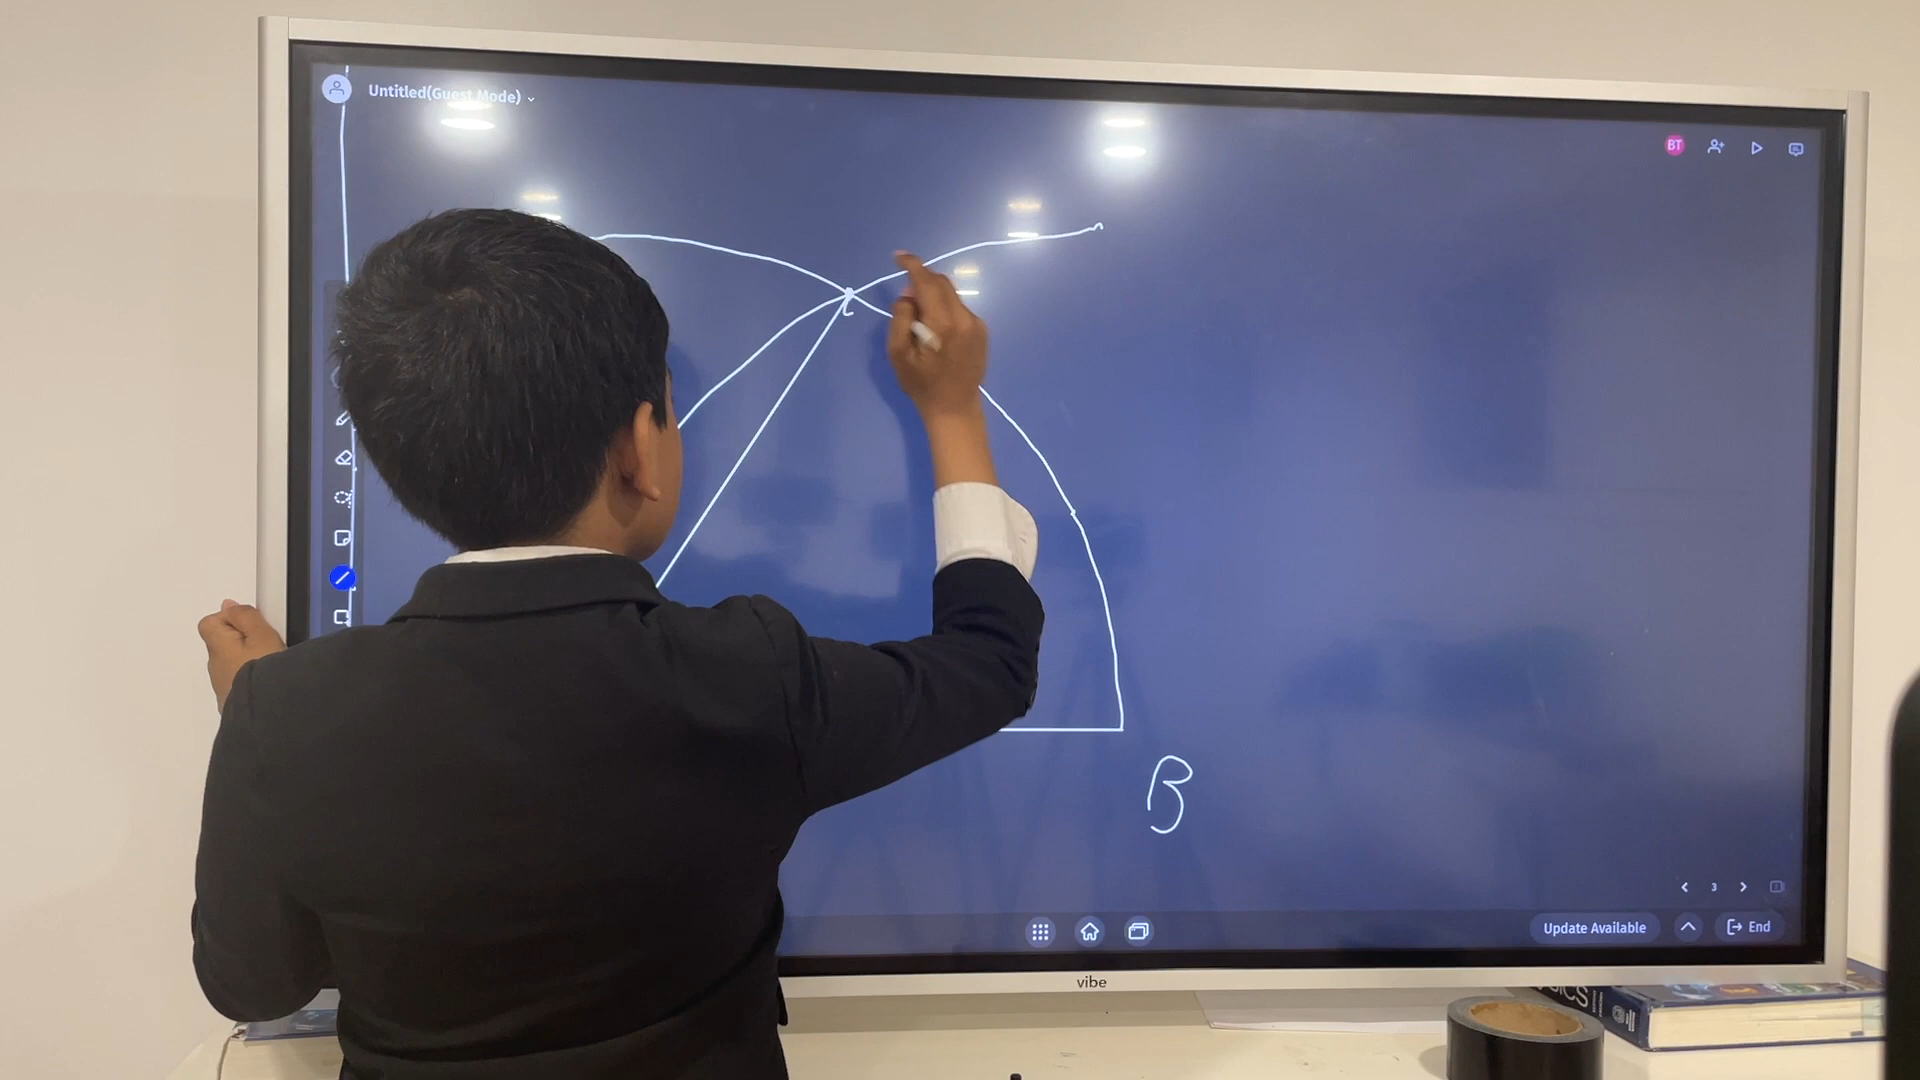 Untitled(Guest Mode)
BT
B
3
Update Available
End
vibe